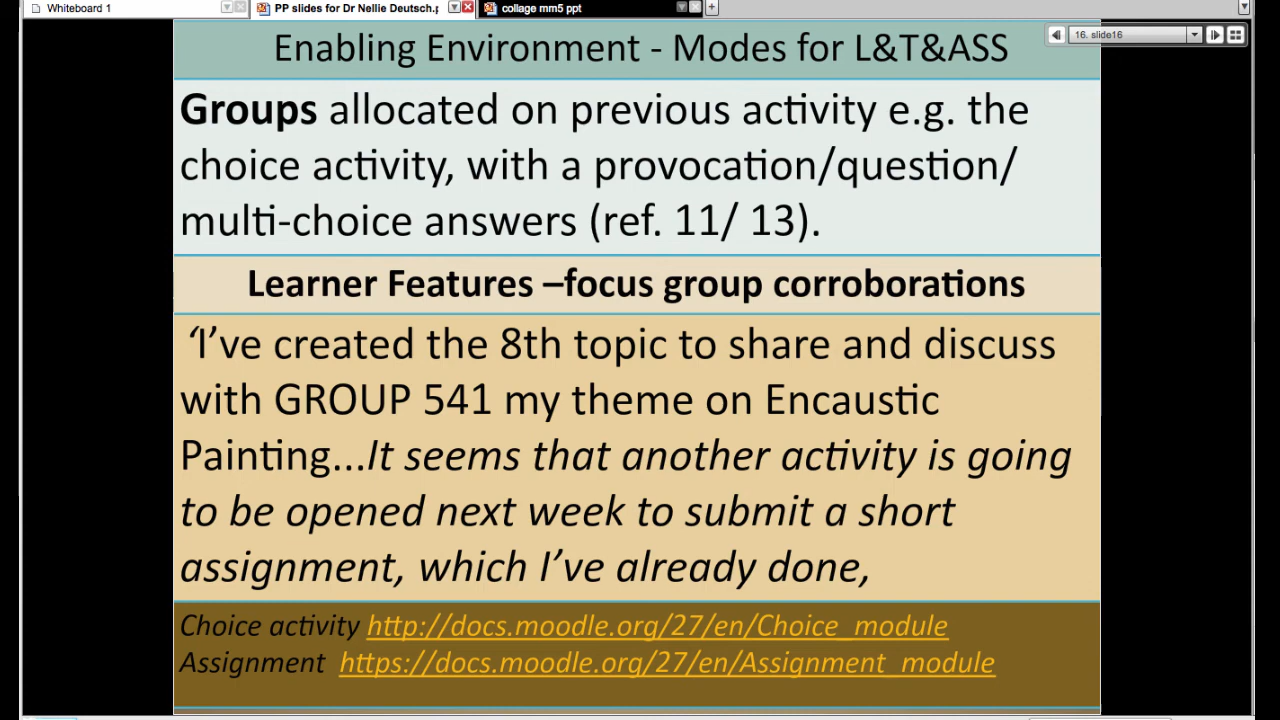 Whiteboard 1
PP slides for Dr Nellie Deutsch.p
collage mm5 ppt
16. slide16
Enabling Environment - Modes for L&T&ASS
Groups allocated on previous activity e.g. the
choice activity, with a provocation/question/
multi-choice answers (ref. 11/ 13).
Learner Features –focus group corroborations
‘I’ve created the 8th topic to share and discuss
with GROUP 541 my theme on Encaustic
Painting...It seems that another activity is going
to be opened next week to submit a short
assignment, which I’ve already done,
Choice activity http://docs.moodle.org/27/en/Choice_module
Assignment https://docs.moodle.org/27/en/Assignment_module